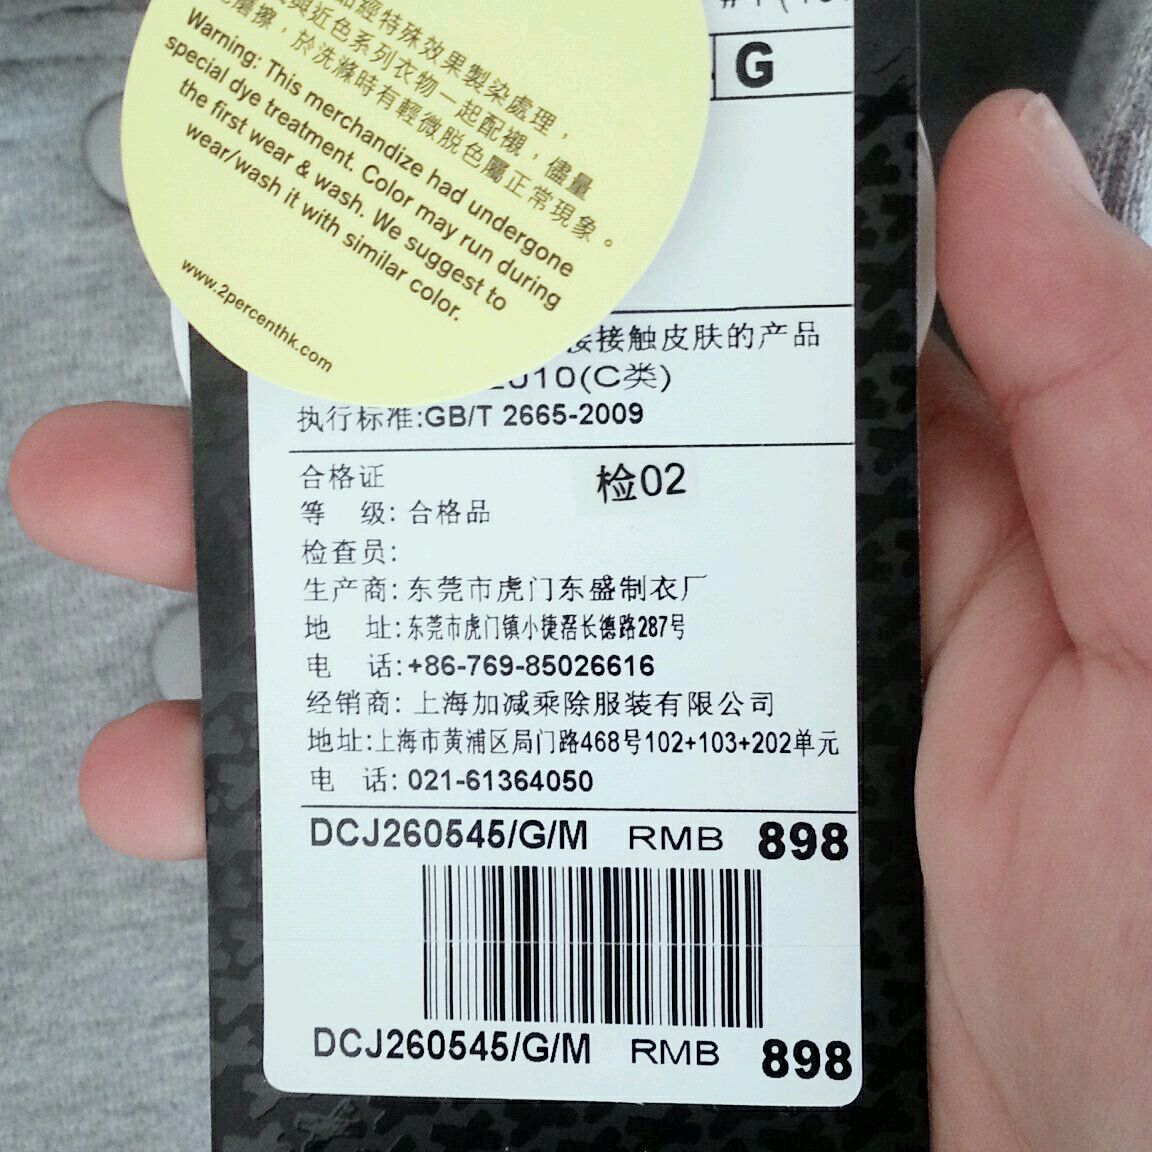 品經特殊效果製染處理，
與近色系列衣物一起配襯，儘量
磨擦，於洗滌時有輕微脫色屬正常現象。
Warning: This merchandize had undergone
special dye treatment. Color may run during
the first wear & wash. We suggest to
wear/wash it with similar color.
www.2percenthk.com
G
接触皮肤的产品
2010(C类)
执行标准:GB/T 2665-2009
合格证 检02
等 级: 合格品
检查员:
生产商: 东莞市虎门东盛制衣厂
地 址:东莞市虎门镇小捷滘长德路287号
电 话:+86-769-85026616
经销商: 上海加减乘除服装有限公司
地址:上海市黄浦区局门路468号102+103+202单元
电 话: 021-61364050
DCJ260545/G/M RMB 898
DCJ260545/G/M RMB 898